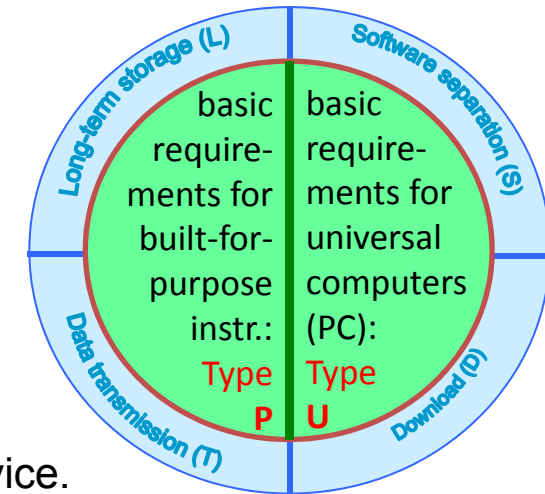 Long-term storage (L)
Software separation (S)
basic
require-
ments for
built-for-
purpose
instr.:
Type
P
basic
require-
ments for
universal
computers
(PC):
Type
U
Data transmission (T)
Download (D)
vice.